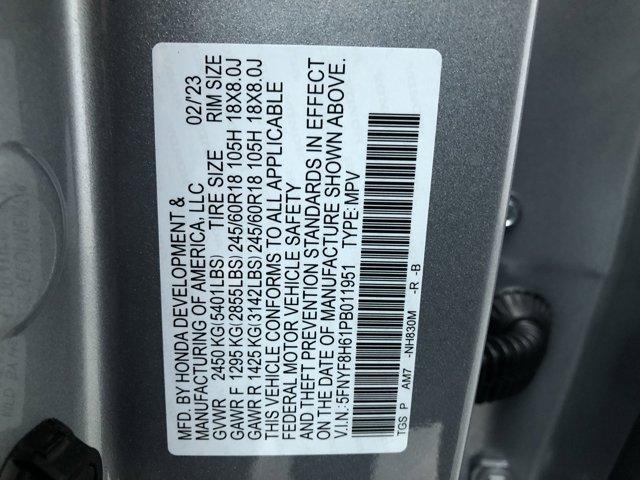 MFD. BY HONDA DEVELOPMENT & 02/'23
MANUFACTURING OF AMERICA, LLC
GVWR 2450 KG(5401LBS) TIRE SIZE RIM SIZE
GAWR F 1295 KG(2855LBS) 245/60R18 105H 18X8.0J
GAWR R 1425 KG(3142LBS) 245/60R18 105H 18X8.0J
THIS VEHICLE CONFORMS TO ALL APPLICABLE
FEDERAL MOTOR VEHICLE SAFETY
AND THEFT PREVENTION STANDARDS IN EFFECT
ON THE DATE OF MANUFACTURE SHOWN ABOVE.
V.I.N.: 5FNYF8H61PB011951 TYPE: MPV
TGS P AM7 -NH830M -R -B